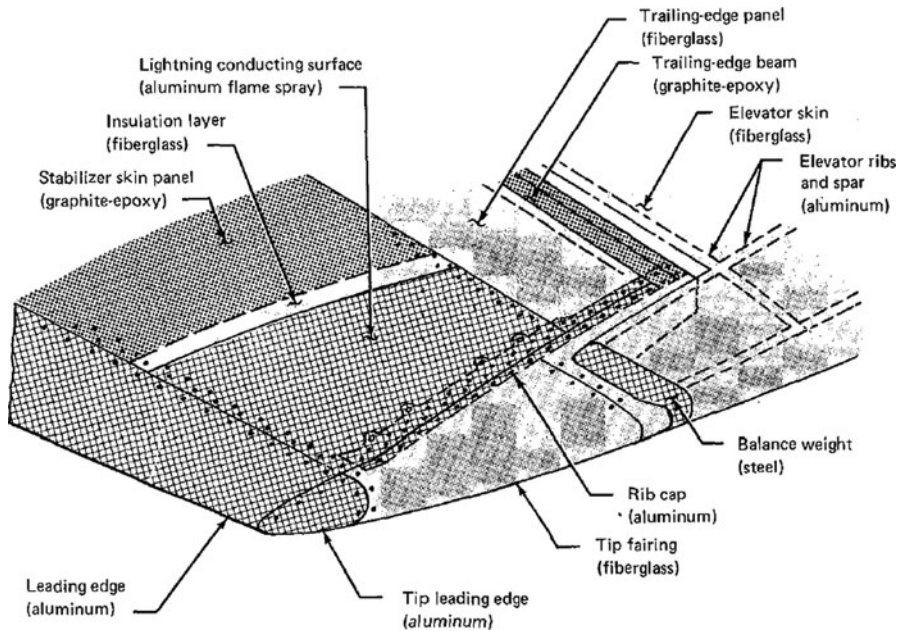 Trailing-edge panel
(fiberglass)
Lightning conducting surface
(aluminum flame spray)
Trailing-edge beam
(graphite-epoxy)
Insulation layer
(fiberglass)
Elevator skin
(fiberglass)
Stabilizer skin panel
(graphite-epoxy)
Elevator ribs
and spar
(aluminum)
Balance weight
(steel)
Rib cap
(aluminum)
Tip fairing
(fiberglass)
Leading edge
(aluminum)
Tip leading edge
(aluminum)